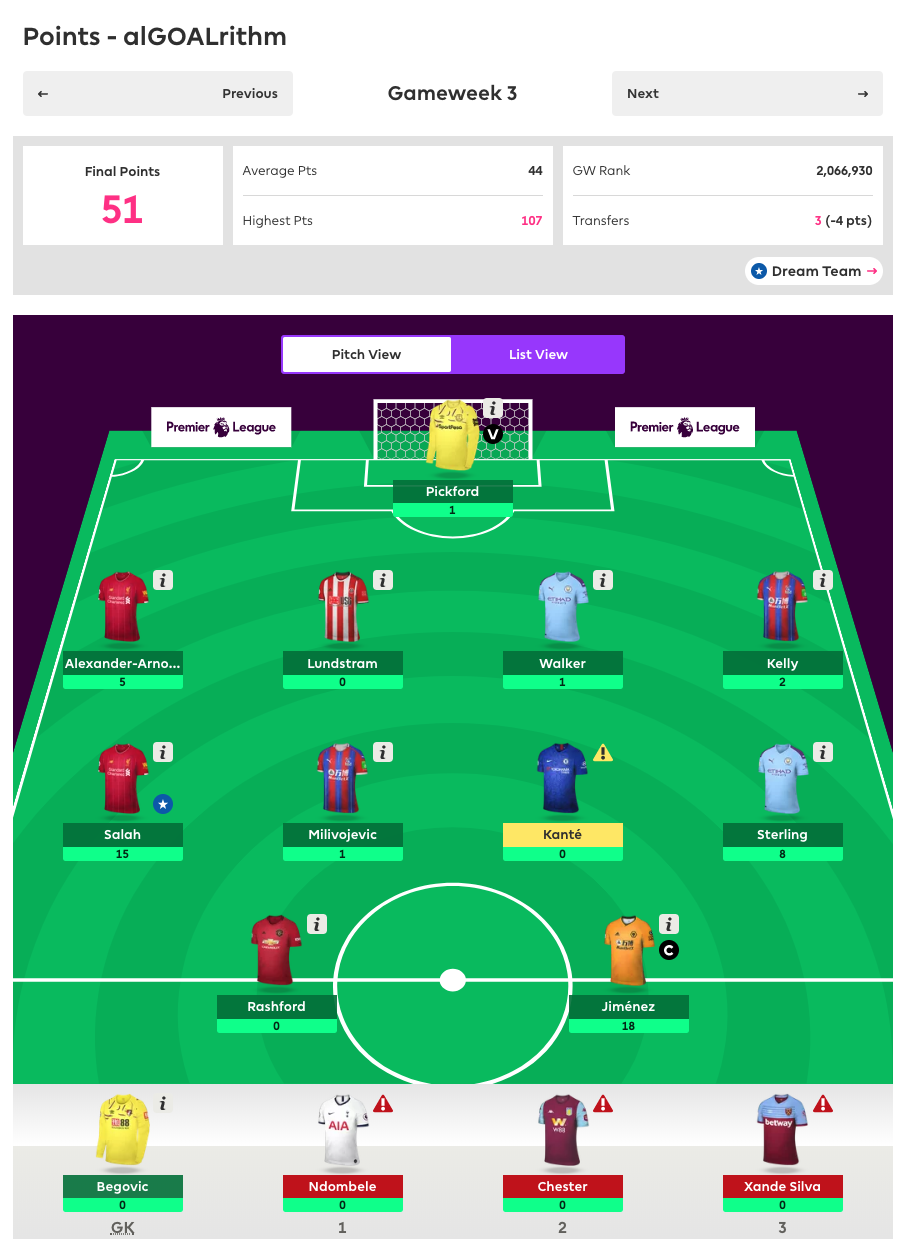 Points - alGOALrithm
← Previous
Gameweek 3
Next →
Final Points
51
Average Pts 44
Highest Pts 107
GW Rank 2,066,930
Transfers 3 (-4 pts)
Dream Team →
Pitch View
List View
Premier League
Premier League
V
Pickford
1
Alexander-Arno...
5
Lundstram
0
Walker
1
Kelly
2
Salah
15
Milivojevic
1
Kanté
0
Sterling
8
C
Rashford
0
Jiménez
18
AIA
W88
betway
Begovic
0
Ndombele
0
Chester
0
Xande Silva
0
GK
1
2
3